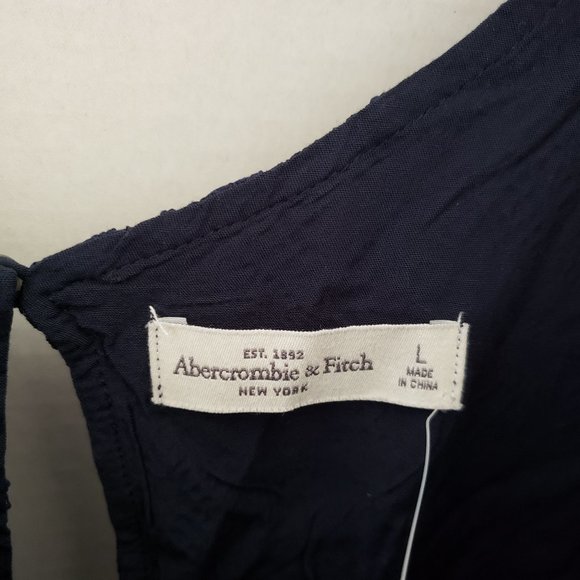 EST. 1892
Abercrombie & Fitch
NEW YORK
L
MADE
IN CHINA